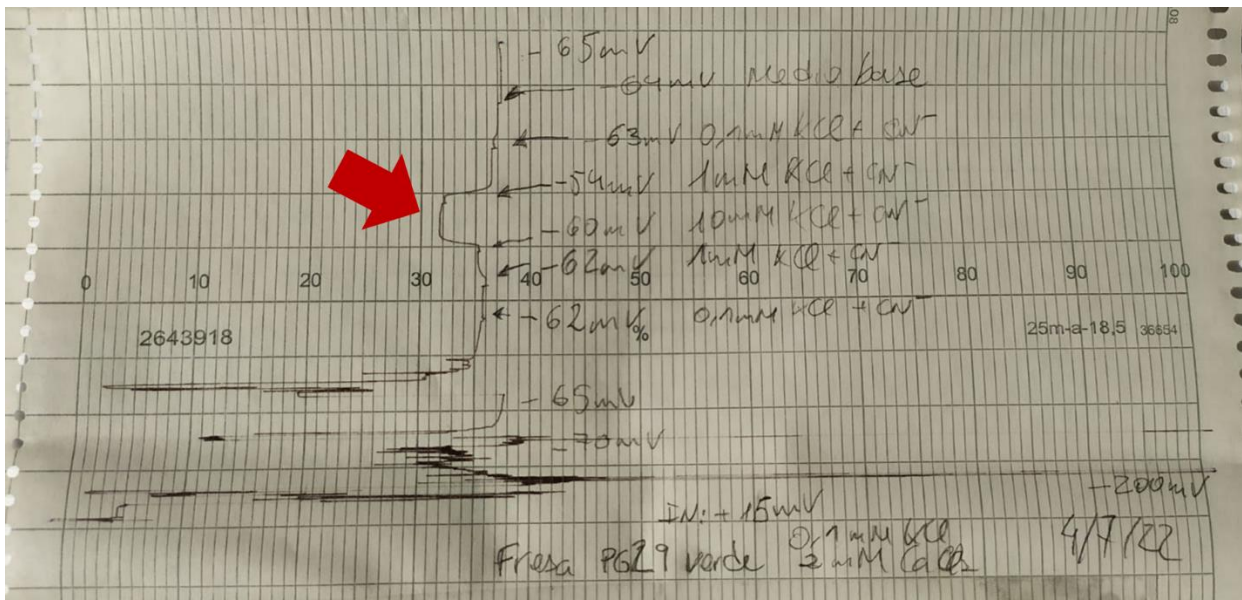 08
-65mV
-64mV Medio base
-63mV 0,1mM KCl + CN⁻
-54mV 1mM KCl + CN⁻
-60mV 10mM KCl + CN⁻
-62mV 1mM KCl + CN⁻
0 10 20 30 40 50 60 70 80 90 100
-62mV % 0,1mM KCl + CN⁻
2643918 25m-a-18,5 36654
-65mV
-70mV
-200mV
IN: + 15mV
0,1mM KCl 4/7/22
Fresa PG29 verde 2mM CaCl2